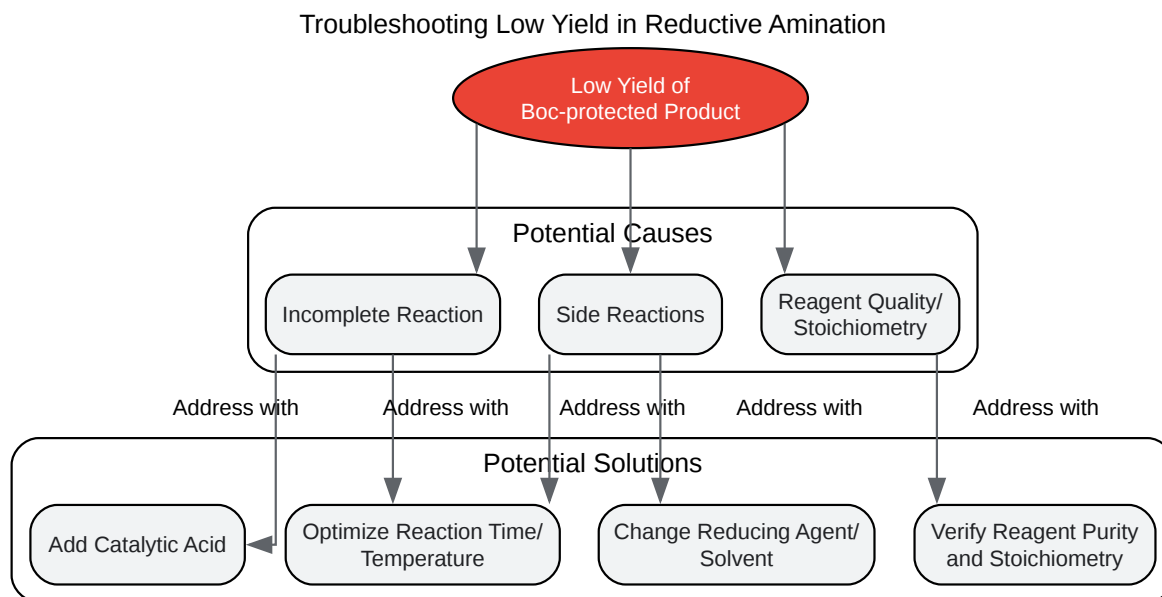 Troubleshooting Low Yield in Reductive Amination
Low Yield of
Boc-protected Product
Potential Causes
Incomplete Reaction
Side Reactions
Reagent Quality/
Stoichiometry
Address with
Address with
Address with
Address with
Address with
Potential Solutions
Add Catalytic Acid
Optimize Reaction Time/
Temperature
Change Reducing Agent/
Solvent
Verify Reagent Purity
and Stoichiometry